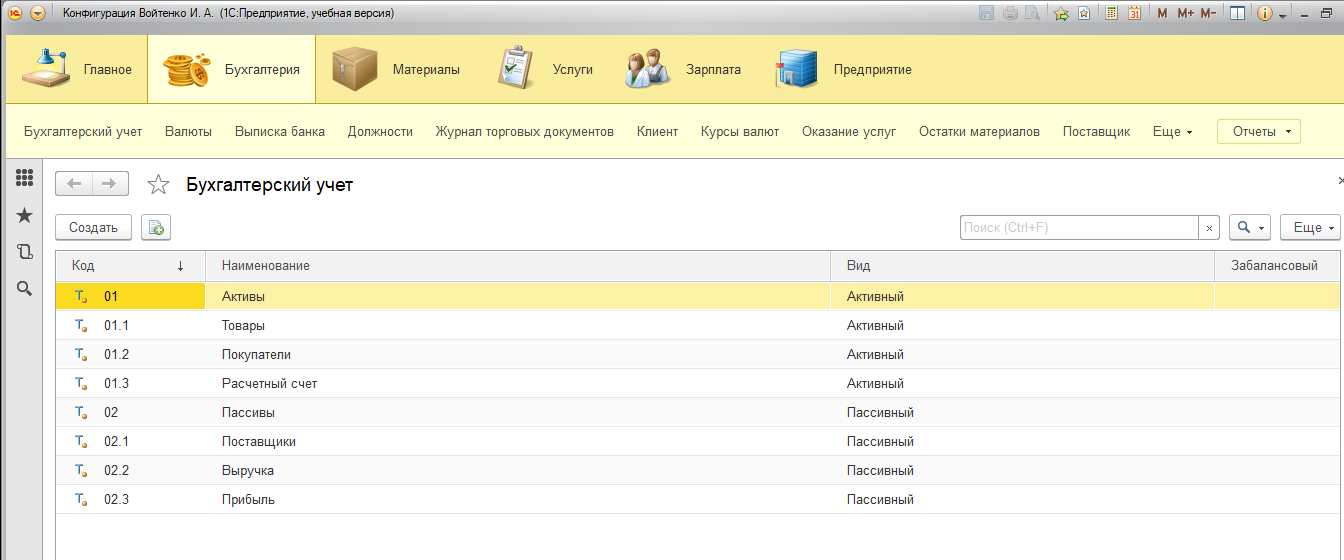 Конфигурация Войтенко И. А. (1С:Предприятие, учебная версия) M M+ M-
Главное Бухгалтерия Материалы Услуги Зарплата Предприятие
Бухгалтерский учет Валюты Выписка банка Должности Журнал торговых документов Клиент Курсы валют Оказание услуг Остатки материалов Поставщик Еще Отчеты
Бухгалтерский учет
Создать Поиск (Ctrl+F) Еще
Код Наименование Вид Забалансовый
01 Активы Активный
01.1 Товары Активный
01.2 Покупатели Активный
01.3 Расчетный счет Активный
02 Пассивы Пассивный
02.1 Поставщики Пассивный
02.2 Выручка Пассивный
02.3 Прибыль Пассивный